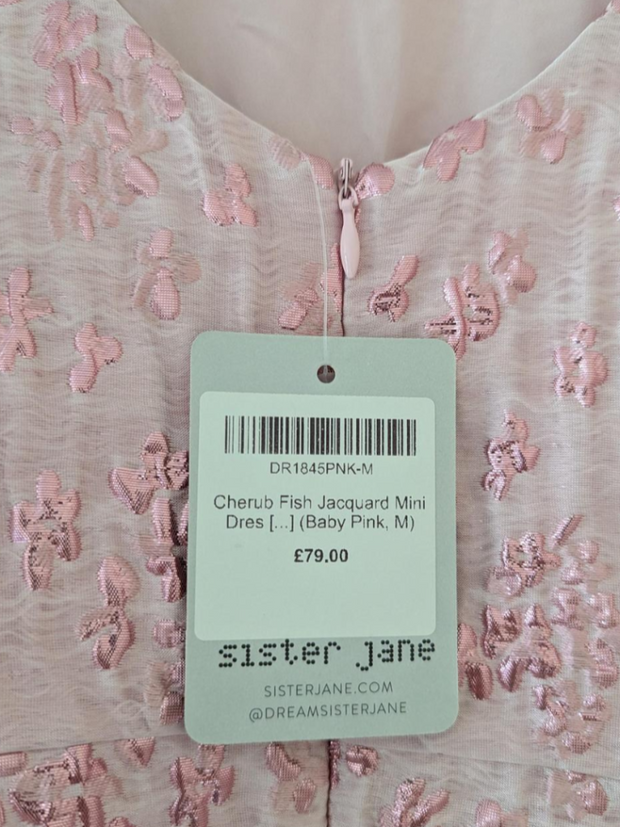 DR1845PNK-M
Cherub Fish Jacquard Mini
Dres [...] (Baby Pink, M)
£79.00
sister jane
SISTERJANE.COM
@DREAMSISTERJANE